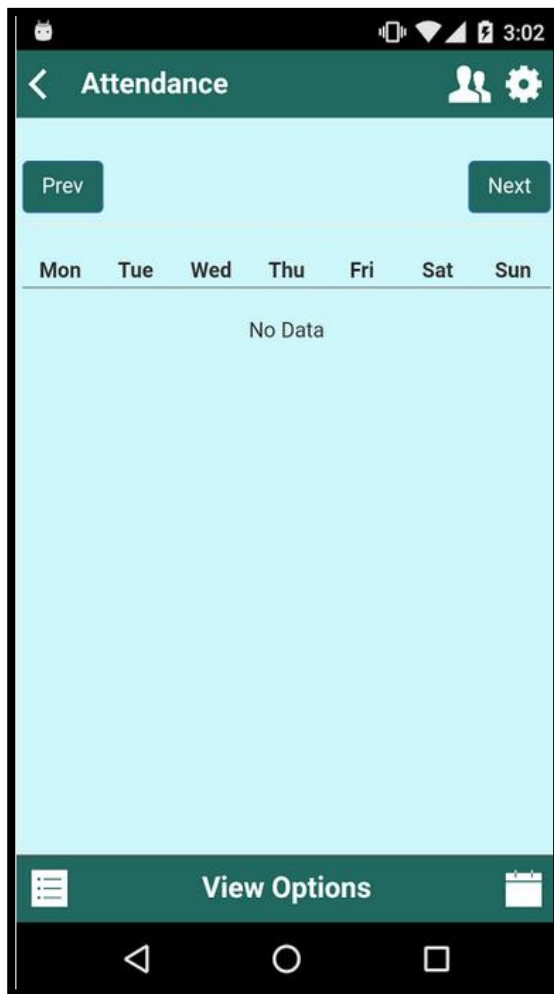 3:02
Attendance
Prev Next
Mon Tue Wed Thu Fri Sat Sun
No Data
View Options